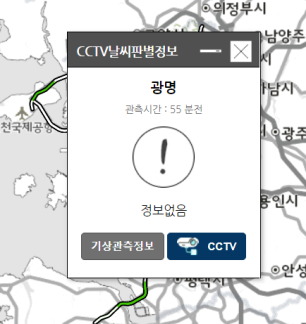 의정부시
CCTV날씨판별정보
남양주
광명
관측시간 : 55 분전
남시
천국제공항
광주
정보없음
용인시
기상관측정보
CCTV
안성
평택시